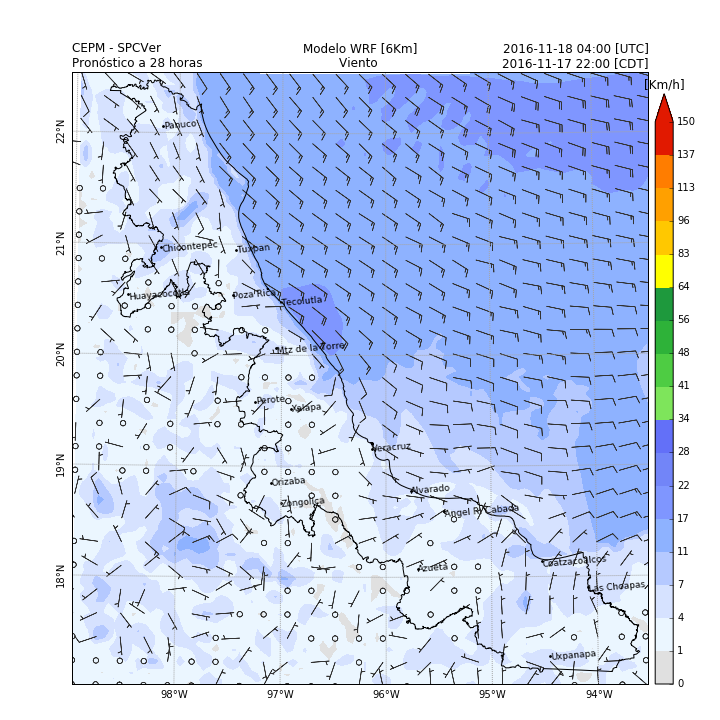 CEPM - SPCVer
Modelo WRF [6Km]
2016-11-18 04:00 [UTC]
Pronóstico a 28 horas
Viento
2016-11-17 22:00 [CDT]
[Km/h]
150
137
113
96
83
64
56
48
41
34
28
22
17
11
7
4
1
0
22°N
21°N
20°N
19°N
18°N
Panuco
Chicontepec
Tuxpan
Huayacocotla
Poza Rica
Tecolutla
Mtz de la Torre
Perote
Xalapa
Veracruz
Orizaba
Alvarado
Zongolica
Angel R. Cabada
Azueta
Coatzacoalcos
Las Choapas
Uxpanapa
98°W
97°W
96°W
95°W
94°W